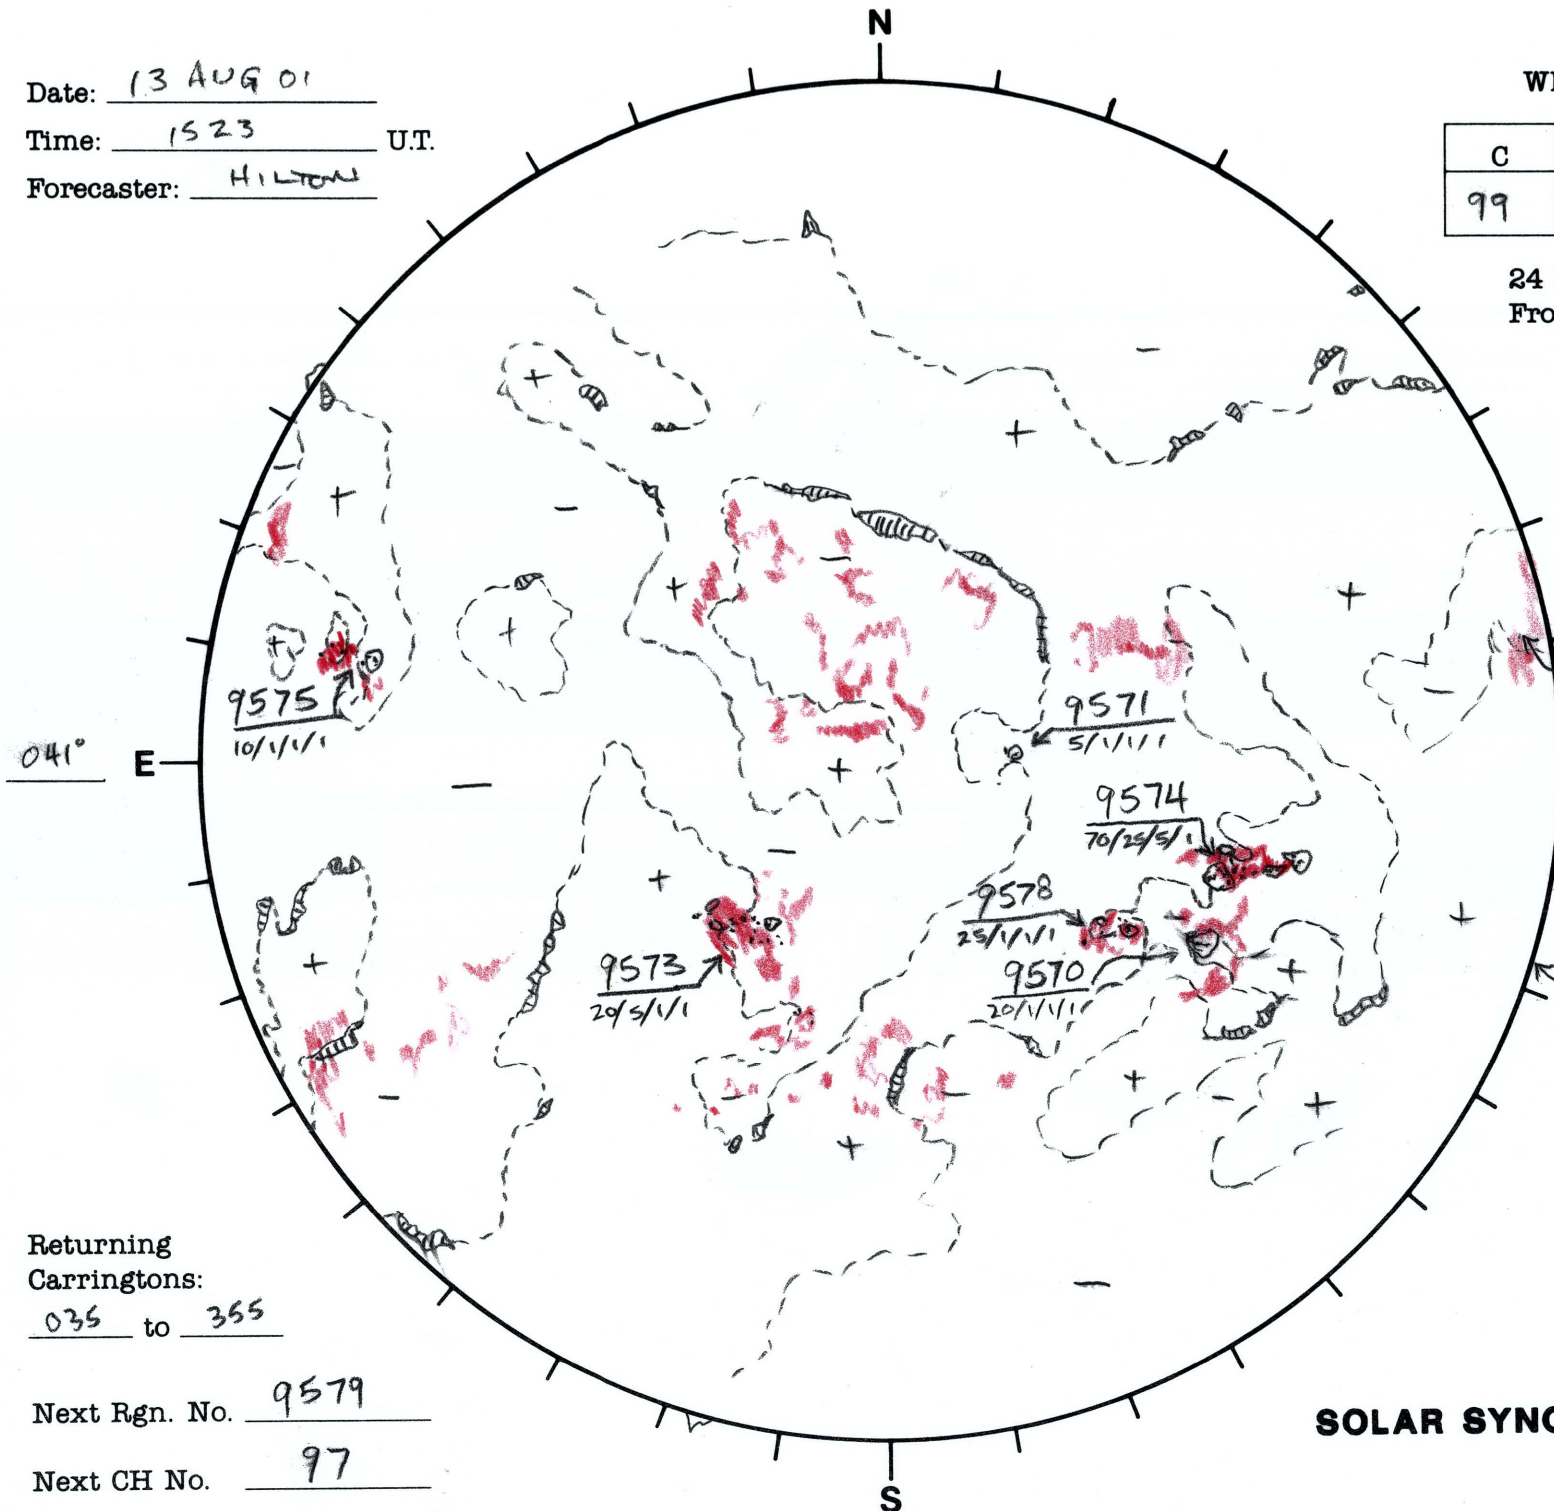 N
Date: 13 AUG 01
Time: 1523 U.T.
Forecaster: HILTON
C
99
24
Fro
9575
10/1/1/1
9571
5/1/1/1
041°
E
9574
70/25/5/1
9578
25/1/1/1
9573
20/5/1/1
9570
20/1/1/1
Returning
Carringtons:
035 to 355
Next Rgn. No. 9579
Next CH No. 97
SOLAR SYNO
S